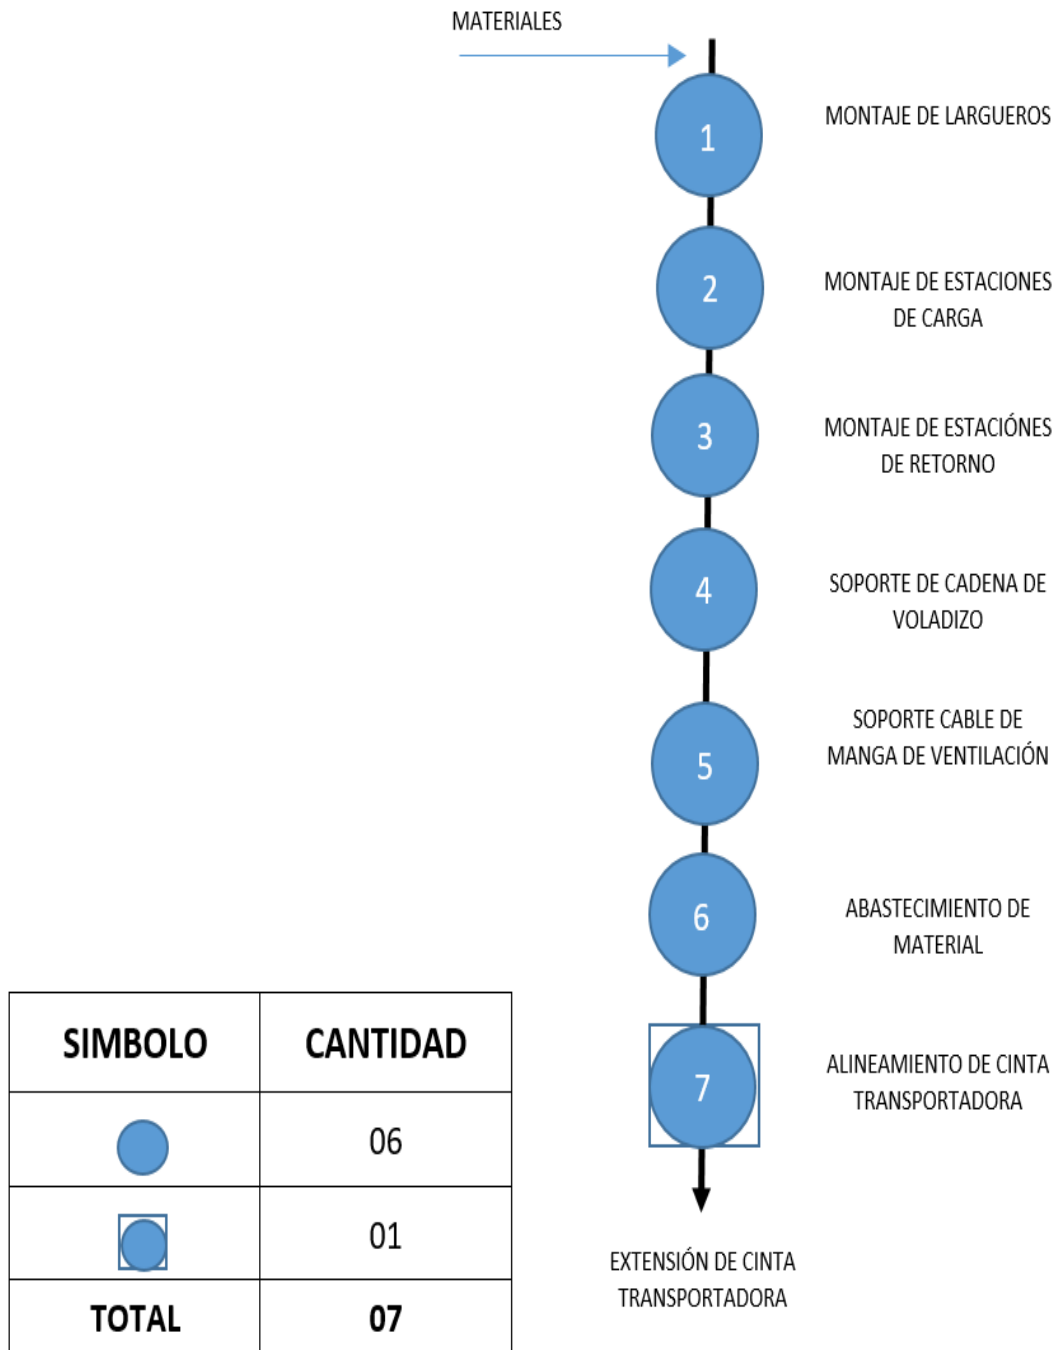 MATERIALES
1
MONTAJE DE LARGUEROS
2
MONTAJE DE ESTACIONES
DE CARGA
3
MONTAJE DE ESTACIÓNES
DE RETORNO
4
SOPORTE DE CADENA DE
VOLADIZO
5
SOPORTE CABLE DE
MANGA DE VENTILACIÓN
6
ABASTECIMIENTO DE
MATERIAL
7
ALINEAMIENTO DE CINTA
TRANSPORTADORA
EXTENSIÓN DE CINTA
TRANSPORTADORA
SIMBOLO CANTIDAD
06
01
TOTAL 07